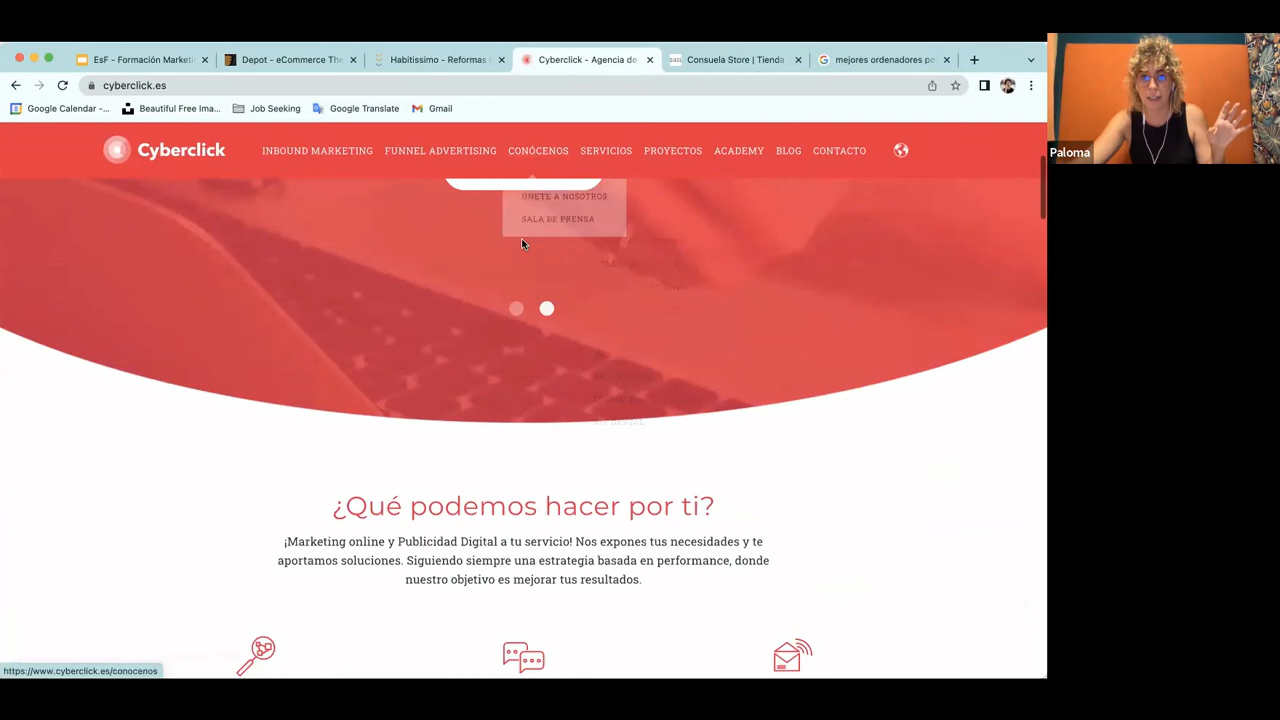 EsF - Formación Marketi
Depot - eCommerce The
Habitissimo - Reformas y
Cyberclick - Agencia de
Consuela Store | Tienda
mejores ordenadores po
cyberclick.es
Google Calendar -...
Beautiful Free Ima...
Job Seeking
Google Translate
Gmail
Cyberclick
INBOUND MARKETING
FUNNEL ADVERTISING
CONÓCENOS
SERVICIOS
PROYECTOS
ACADEMY
BLOG
CONTACTO
Paloma
ÚNETE A NOSOTROS
SALA DE PRENSA
¿Qué podemos hacer por ti?
¡Marketing online y Publicidad Digital a tu servicio! Nos expones tus necesidades y te
aportamos soluciones. Siguiendo siempre una estrategia basada en performance, donde
nuestro objetivo es mejorar tus resultados.
https://www.cyberclick.es/conocenos